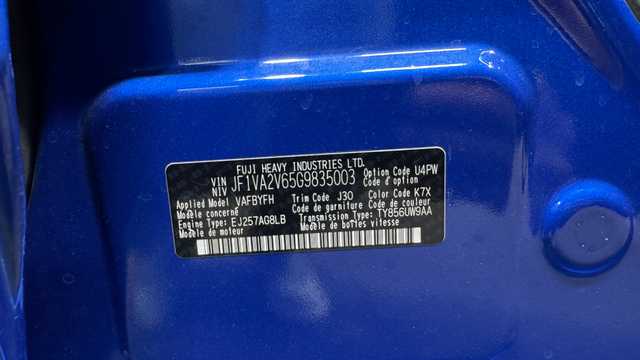 FUJI HEAVY INDUSTRIES LTD.
VIN NIV JF1VA2V65G9835003 Option Code U4PW Code d'option
Applied Model VAFBYFH Trim Code J30 Color Code K7X
Modele concerne Code de garniture Code de couleur
Engine Type: EJ257AG8LB Transmission Type: TY856UW9AA
Modele de moteur Modele de boîtes vitesse